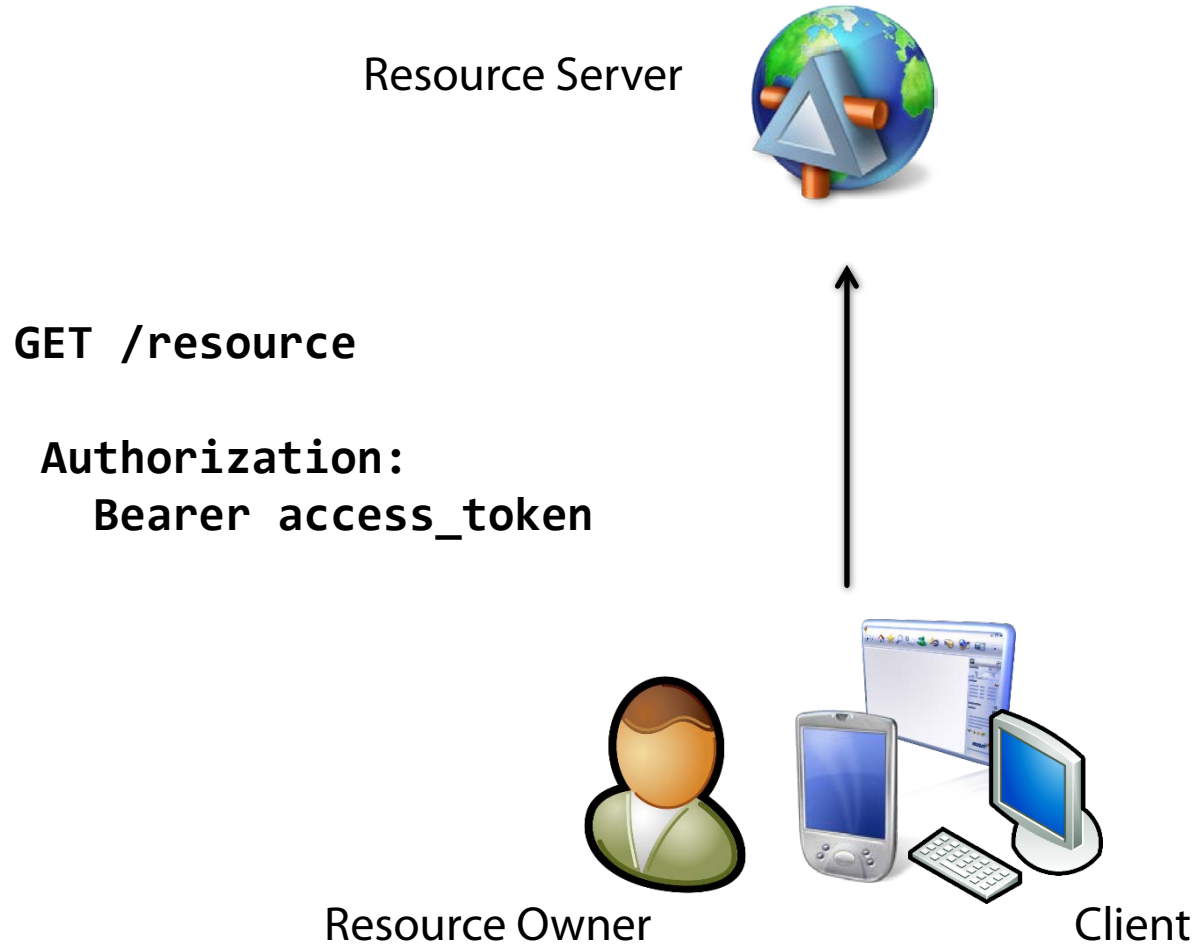 Resource Server
GET /resource
Authorization:
Bearer access_token
Resource Owner
Client